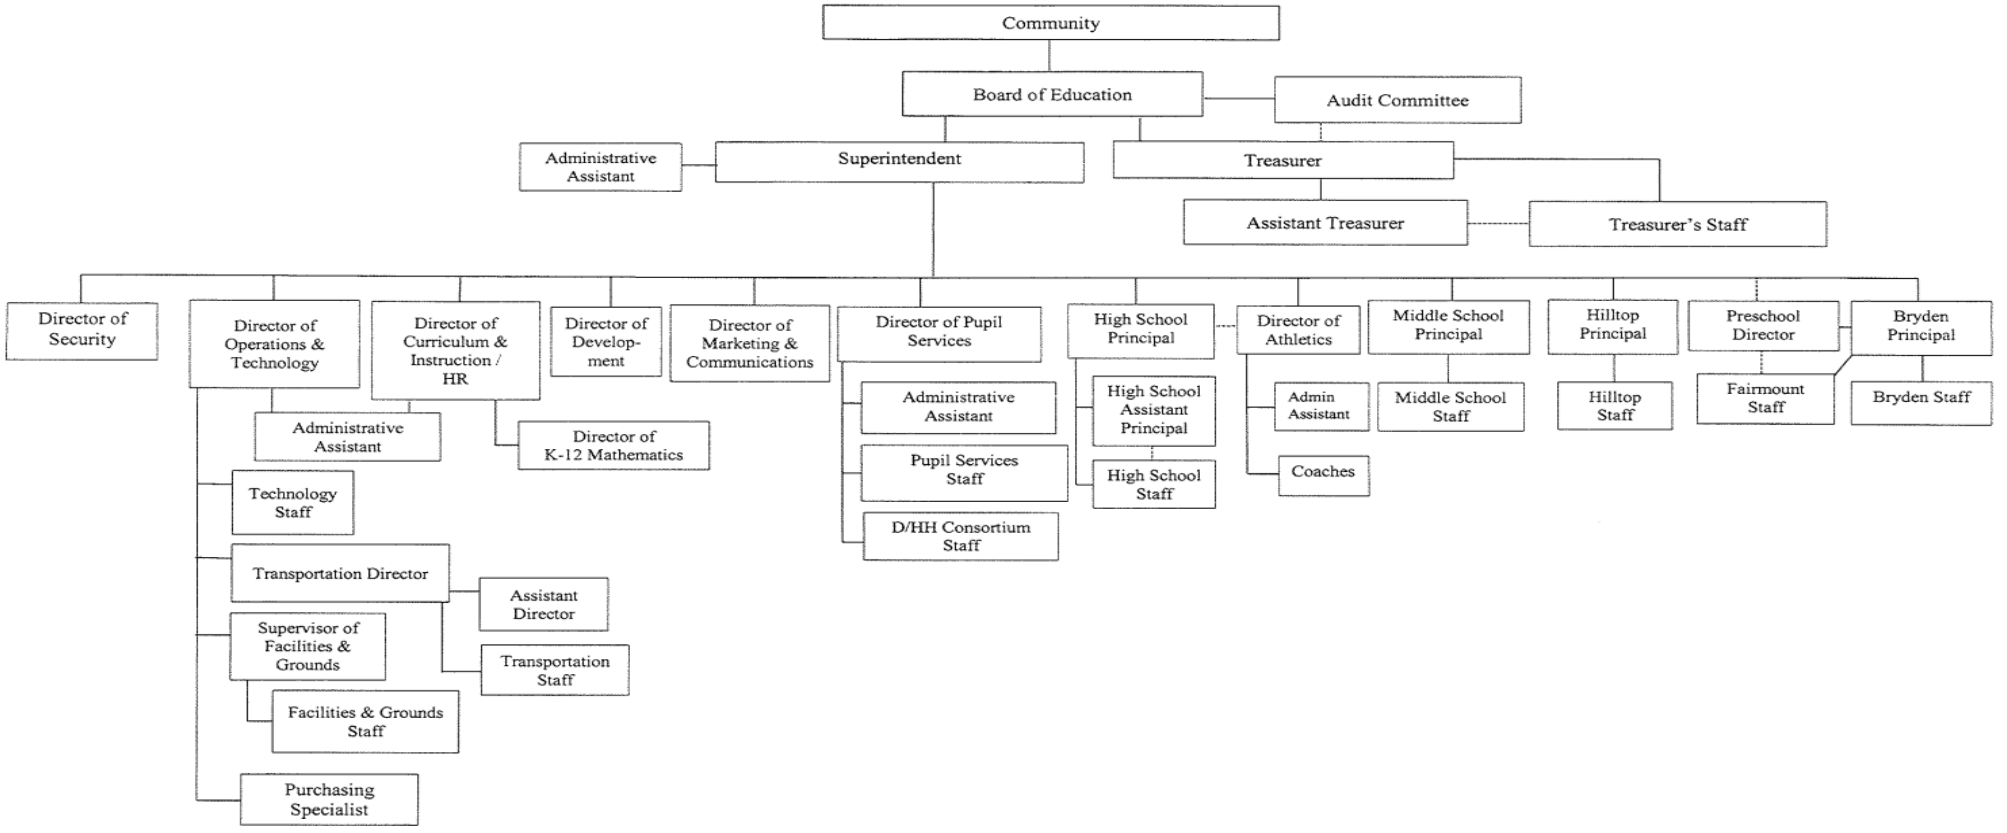 Community
Board of Education
Audit Committee
Administrative
Assistant
Superintendent
Treasurer
Assistant Treasurer
Treasurer's Staff
Director of
Security
Director of
Operations &
Technology
Director of
Curriculum &
Instruction /
HR
Director of
Develop-
ment
Director of
Marketing &
Communications
Director of Pupil
Services
High School
Principal
Director of
Athletics
Middle School
Principal
Hilltop
Principal
Preschool
Director
Bryden
Principal
Administrative
Assistant
Director of
K-12 Mathematics
Administrative
Assistant
High School
Assistant
Principal
Admin
Assistant
Middle School
Staff
Hilltop
Staff
Fairmount
Staff
Bryden Staff
Pupil Services
Staff
High School
Staff
Coaches
D/HH Consortium
Staff
Technology
Staff
Transportation Director
Assistant
Director
Transportation
Staff
Supervisor of
Facilities &
Grounds
Facilities & Grounds
Staff
Purchasing
Specialist